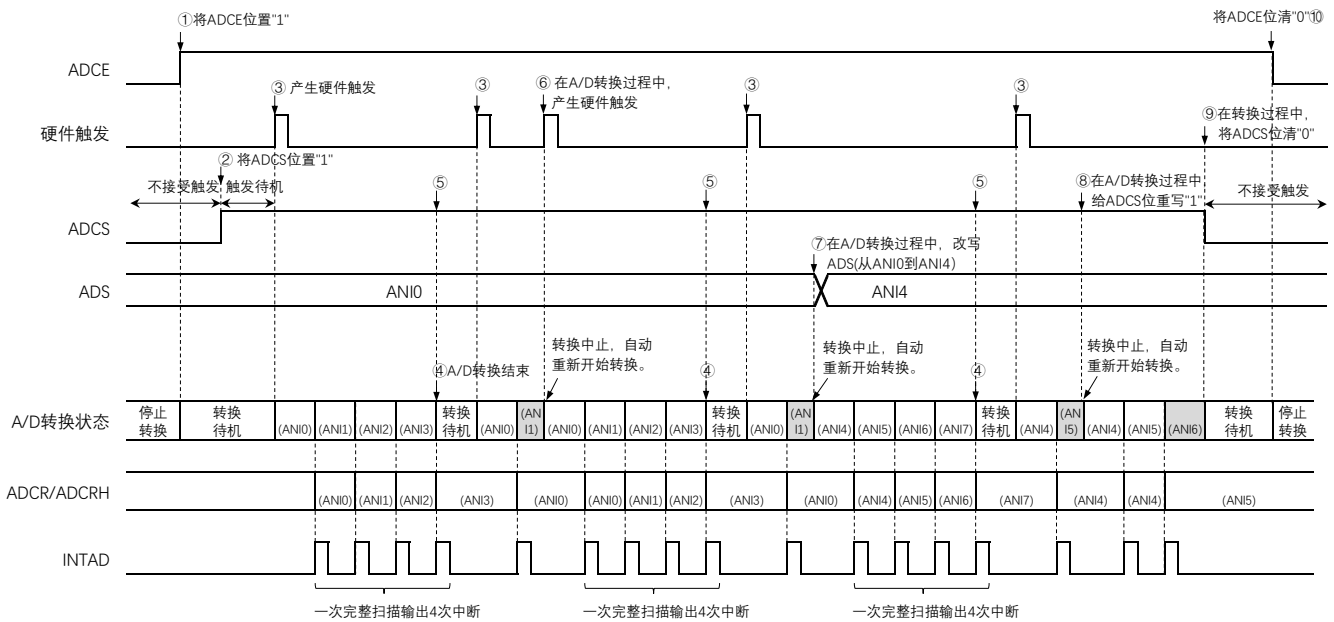 ①将ADCE位置"1"
将ADCE位清"0"⑩
ADCE
③ 产生硬件触发
③
⑥ 在A/D转换过程中，
产生硬件触发
③
③
硬件触发
⑨在转换过程中，
将ADCS位清"0"
② 将ADCS位置"1"
不接受触发
触发待机
⑤
⑤
⑤
⑧在A/D转换过程中
给ADCS位重写"1"
不接受触发
ADCS
⑦在A/D转换过程中，改写
ADS(从ANI0到ANI4)
ADS
ANI0
ANI4
④A/D转换结束
转换中止，自动
重新开始转换。
④
转换中止，自动
重新开始转换。
④
转换中止，自动
重新开始转换。
A/D转换状态
停止
转换
转换
待机
(ANI0)
(ANI1)
(ANI2)
(ANI3)
转换
待机
(ANI0)
(AN
I1)
(ANI0)
(ANI1)
(ANI2)
(ANI3)
转换
待机
(ANI0)
(AN
I1)
(ANI4)
(ANI5)
(ANI6)
(ANI7)
转换
待机
(ANI4)
(AN
I5)
(ANI4)
(ANI5)
(ANI6)
转换
待机
停止
转换
ADCR/ADCRH
(ANI0)
(ANI1)
(ANI2)
(ANI3)
(ANI0)
(ANI0)
(ANI1)
(ANI2)
(ANI3)
(ANI0)
(ANI4)
(ANI5)
(ANI6)
(ANI7)
(ANI4)
(ANI4)
(ANI5)
INTAD
一次完整扫描输出4次中断
一次完整扫描输出4次中断
一次完整扫描输出4次中断